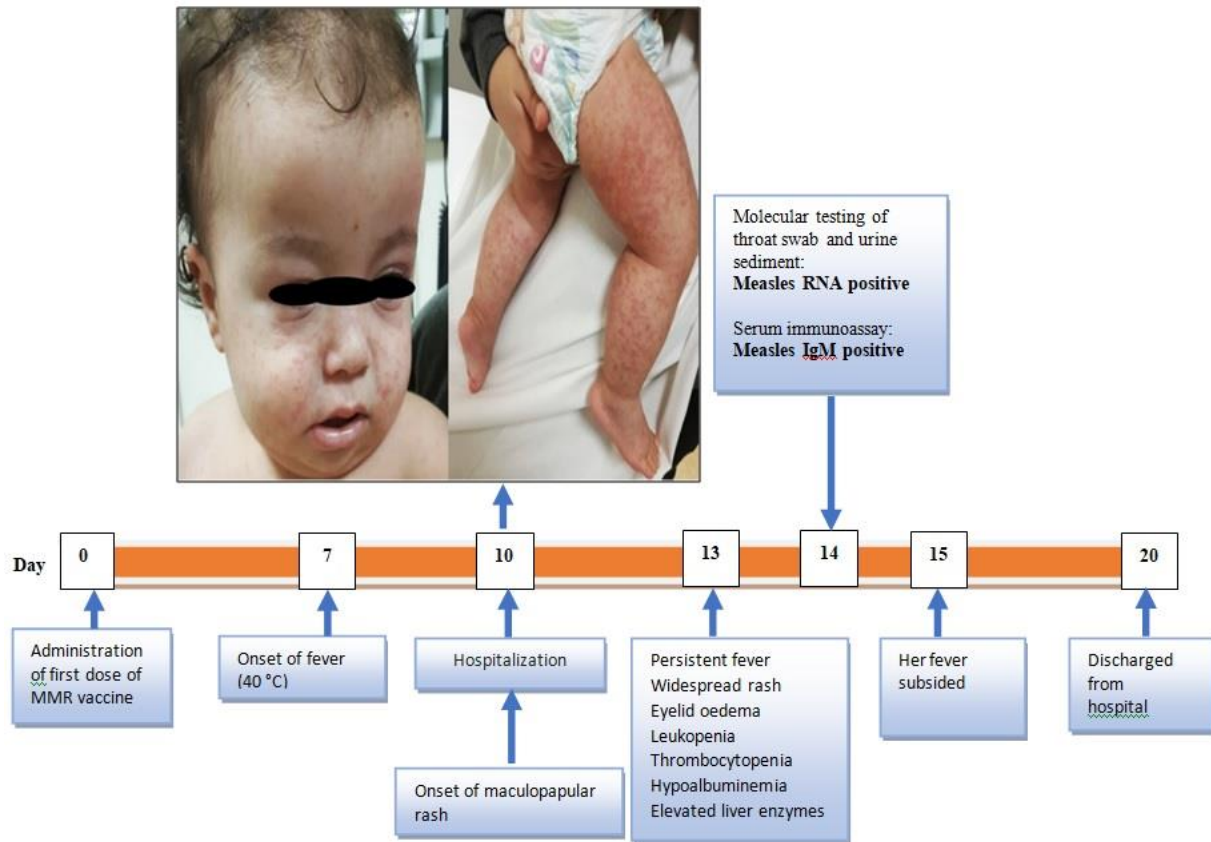 Molecular testing of
throat swab and urine
sediment:
Measles RNA positive
Serum immunoassay:
Measles IgM positive
Day
0
7
10
13
14
15
20
Administration
of first dose of
MMR vaccine
Onset of fever
(40 °C)
Hospitalization
Onset of maculopapular
rash
Persistent fever
Widespread rash
Eyelid oedema
Leukopenia
Thrombocytopenia
Hypoalbuminemia
Elevated liver enzymes
Her fever
subsided
Discharged
from
hospital